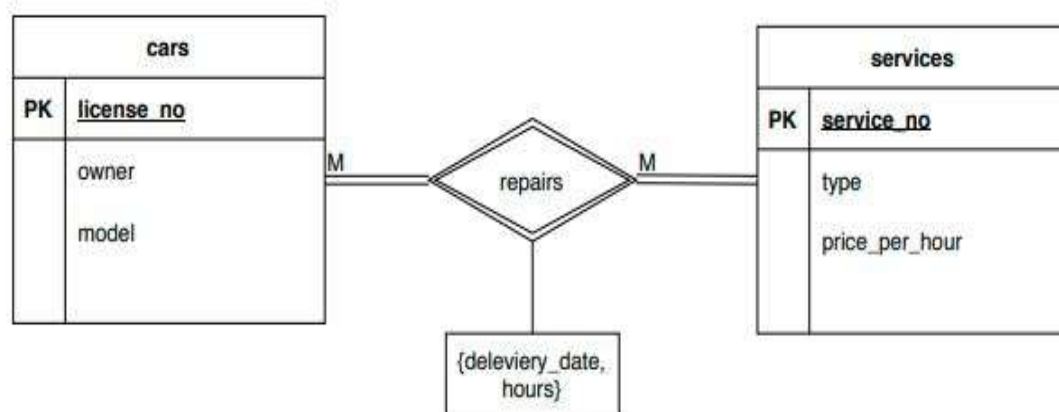 cars
PK license_no
owner
model
M
repairs
M
{deleviery_date,
hours}
services
PK service_no
type
price_per_hour